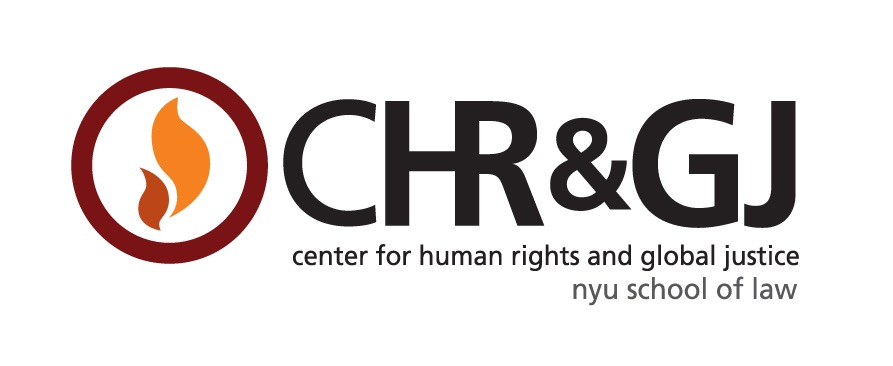 CHR&GJ
center for human rights and global justice
nyu school of law